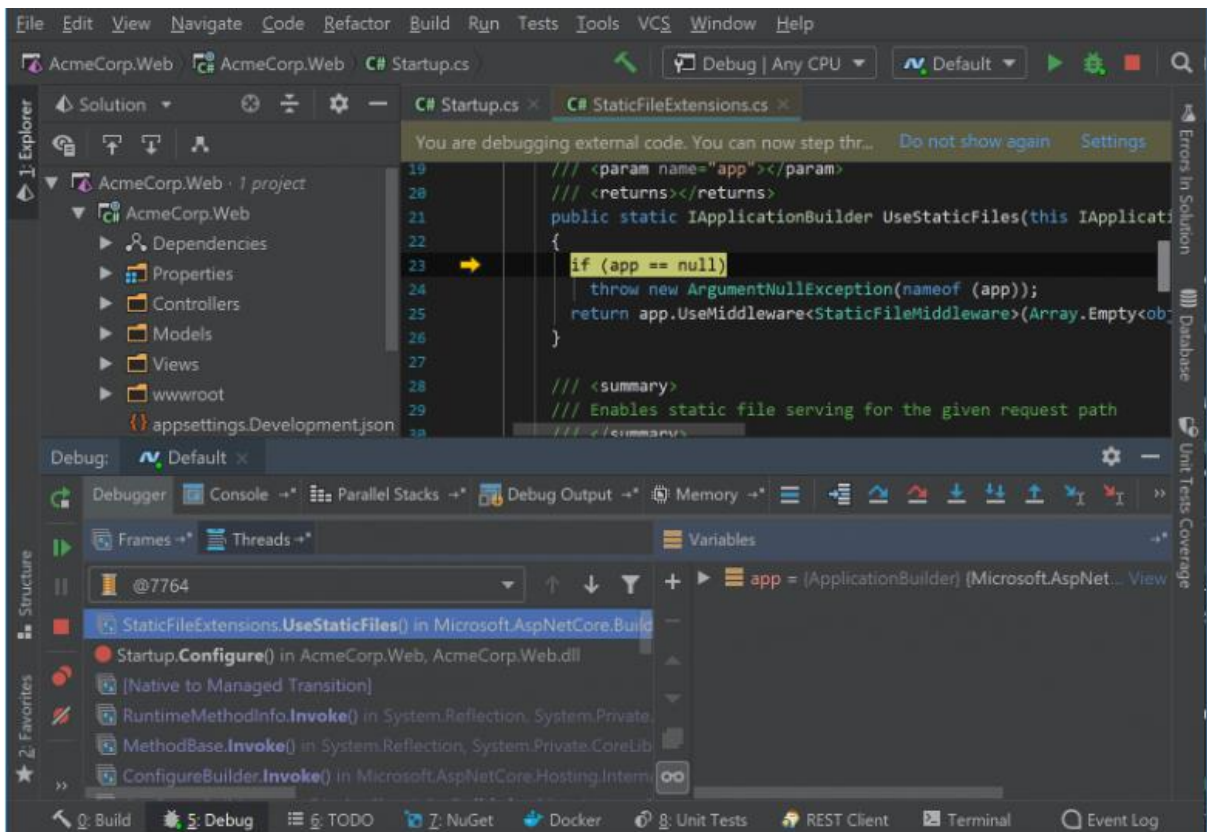 File Edit View Navigate Code Refactor Build Run Tests Tools VCS Window Help
AcmeCorp.Web AcmeCorp.Web C# Startup.cs Debug | Any CPU Default
1: Explorer
Solution
C# Startup.cs C# StaticFileExtensions.cs
You are debugging external code. You can now step thr... Do not show again Settings
AcmeCorp.Web · 1 project
AcmeCorp.Web
Dependencies
Properties
Controllers
Models
Views
wwwroot
appsettings.Development.json
19 /// <param name="app"></param>
20 /// <returns></returns>
21 public static IApplicationBuilder UseStaticFiles(this IApplicati
22 {
23 if (app == null)
24 throw new ArgumentNullException(nameof (app));
25 return app.UseMiddleware<StaticFileMiddleware>(Array.Empty<obj
26 }
27
28 /// <summary>
29 /// Enables static file serving for the given request path
30 /// </summary>
Errors In Solution
Database
Unit Tests Coverage
Debug: Default
Debugger Console Parallel Stacks Debug Output Memory
Frames Threads
Variables
@7764
app = {ApplicationBuilder} {Microsoft.AspNet... View
StaticFileExtensions.UseStaticFiles() in Microsoft.AspNetCore.Build
Startup.Configure() in AcmeCorp.Web, AcmeCorp.Web.dll
[Native to Managed Transition]
RuntimeMethodInfo.Invoke() in System.Reflection, System.Private.
MethodBase.Invoke() in System.Reflection, System.Private.CoreLib
ConfigureBuilder.Invoke() in Microsoft.AspNetCore.Hosting.Intern
Structure
2: Favorites
0: Build 5: Debug 6: TODO 7: NuGet Docker 8: Unit Tests REST Client Terminal Event Log